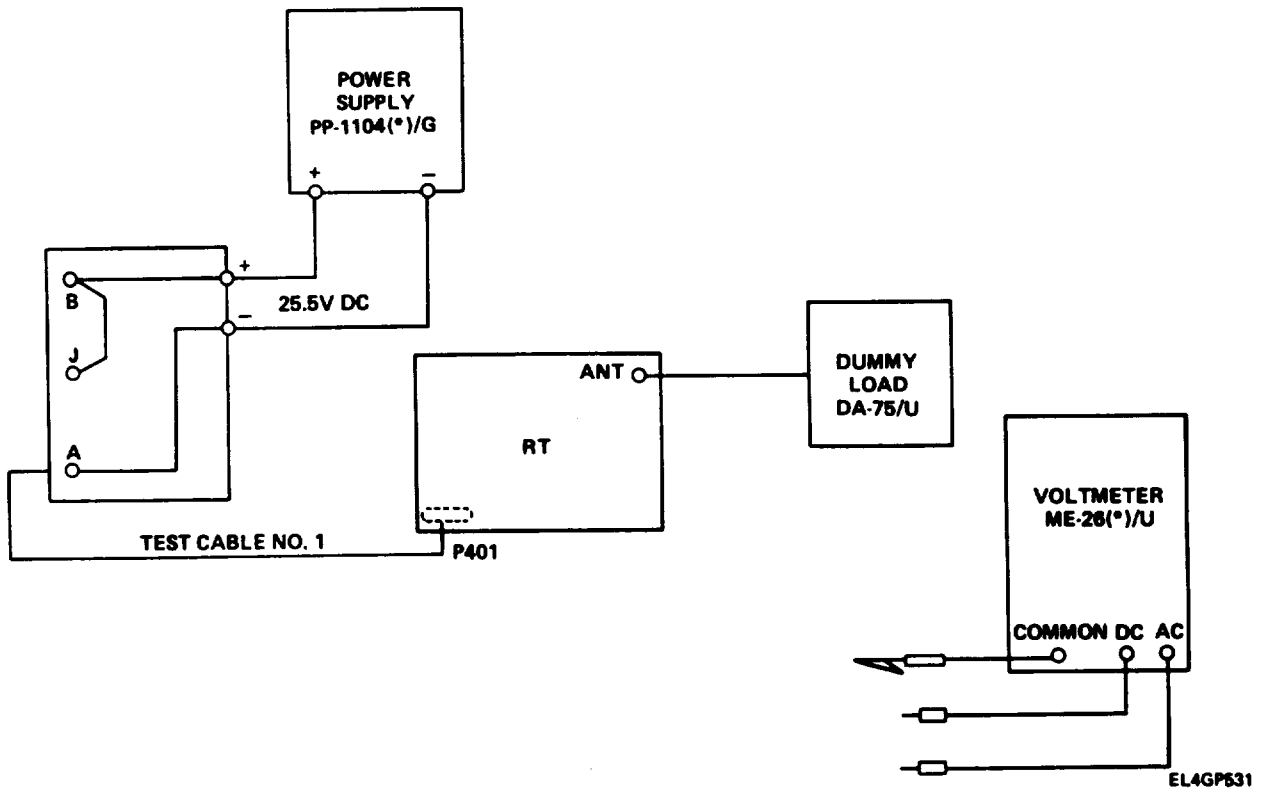 POWER
SUPPLY
PP-1104(*)/G
+ −
+
B
25.5V DC
−
J
A
ANT
RT
DUMMY
LOAD
DA-75/U
TEST CABLE NO. 1
P401
VOLTMETER
ME-26(*)/U
COMMON DC AC
EL4GP531